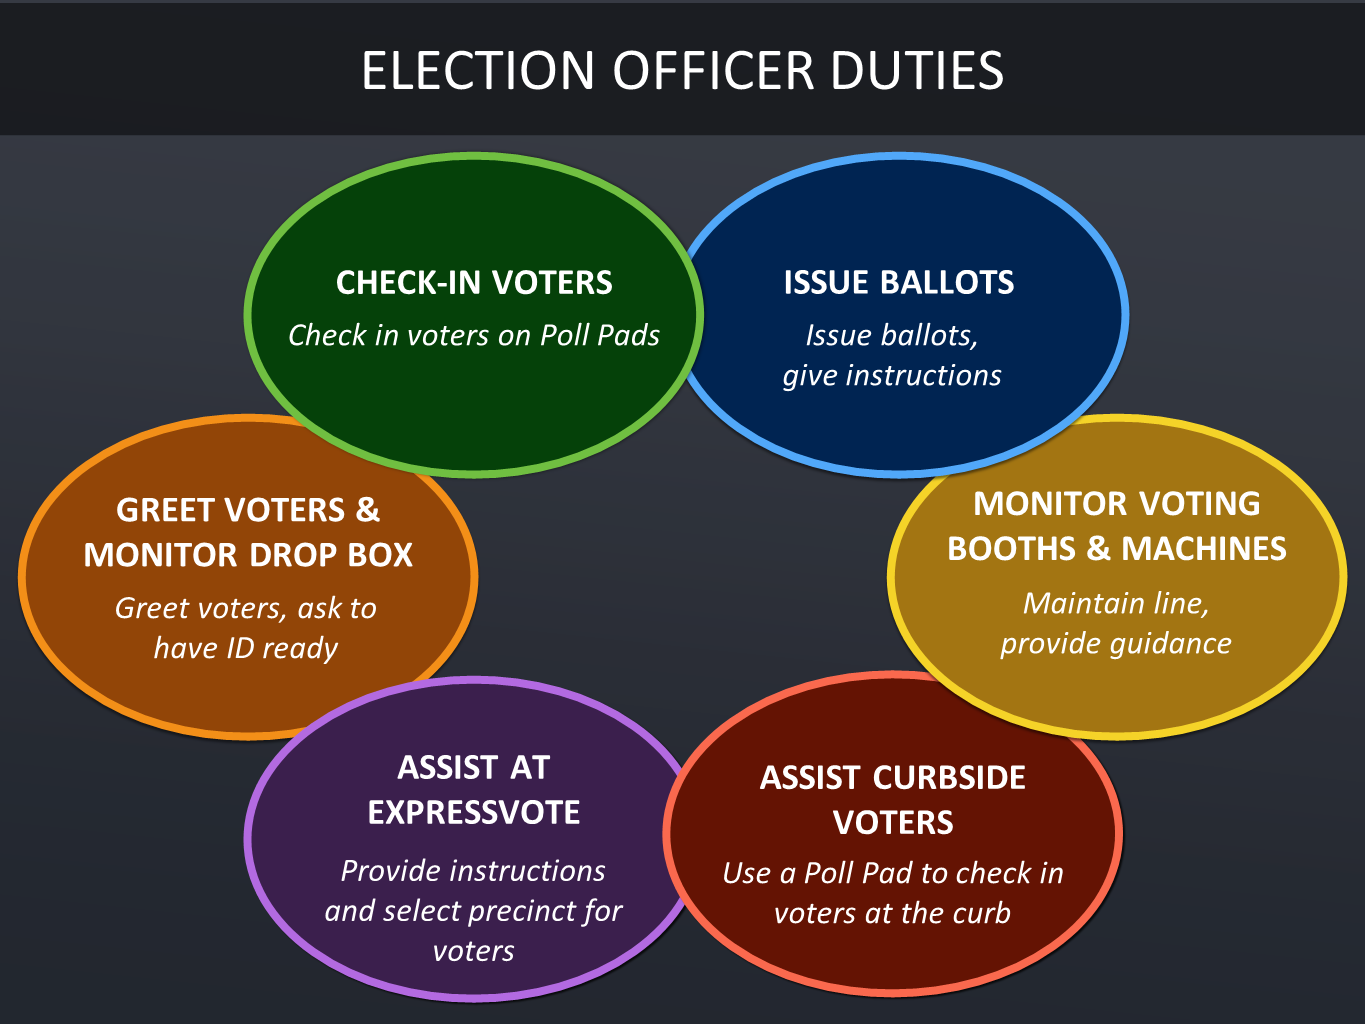 ELECTION OFFICER DUTIES
CHECK-IN VOTERS
Check in voters on Poll Pads
ISSUE BALLOTS
Issue ballots,
give instructions
GREET VOTERS &
MONITOR DROP BOX
Greet voters, ask to
have ID ready
MONITOR VOTING
BOOTHS & MACHINES
Maintain line,
provide guidance
ASSIST AT
EXPRESSVOTE
Provide instructions
and select precinct for
voters
ASSIST CURBSIDE
VOTERS
Use a Poll Pad to check in
voters at the curb